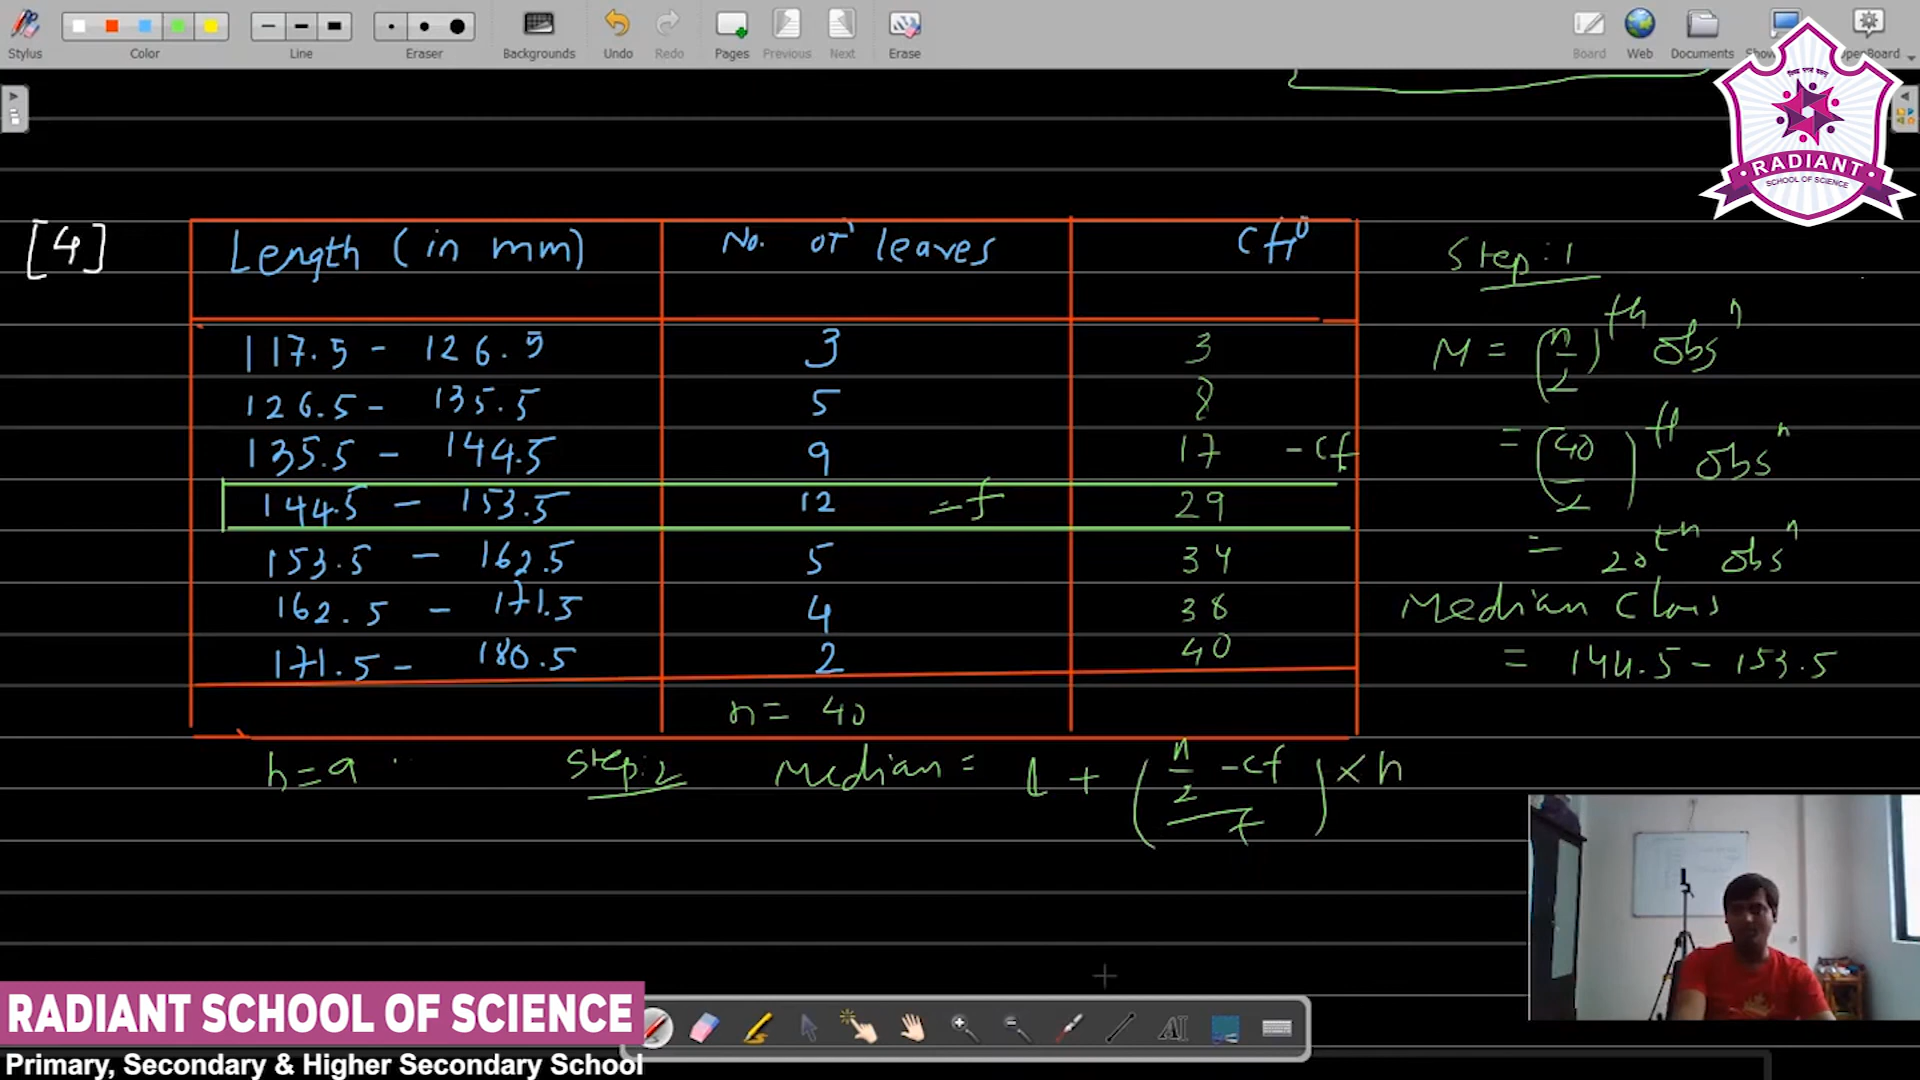 Stylus Color Line Eraser Backgrounds Undo Redo Pages Previous Next Erase Board Web Documents
RADIANT
SCHOOL OF SCIENCE
[4]
Length (in mm) No. of leaves cfⁿ
117.5 - 126.5 3 3
126.5 - 135.5 5 8
135.5 - 144.5 9 17 - cf
144.5 - 153.5 12 = f 29
153.5 - 162.5 5 34
162.5 - 171.5 4 38
171.5 - 180.5 2 40
n = 40
Step:1
M = (n/2)th obsⁿ
= (40/2)th obsⁿ
= 20th obsⁿ
Median Class
= 144.5 - 153.5
h = 9
Step:2 Median = l + ((n/2 - cf)/f) × h
RADIANT SCHOOL OF SCIENCE
Primary, Secondary & Higher Secondary School